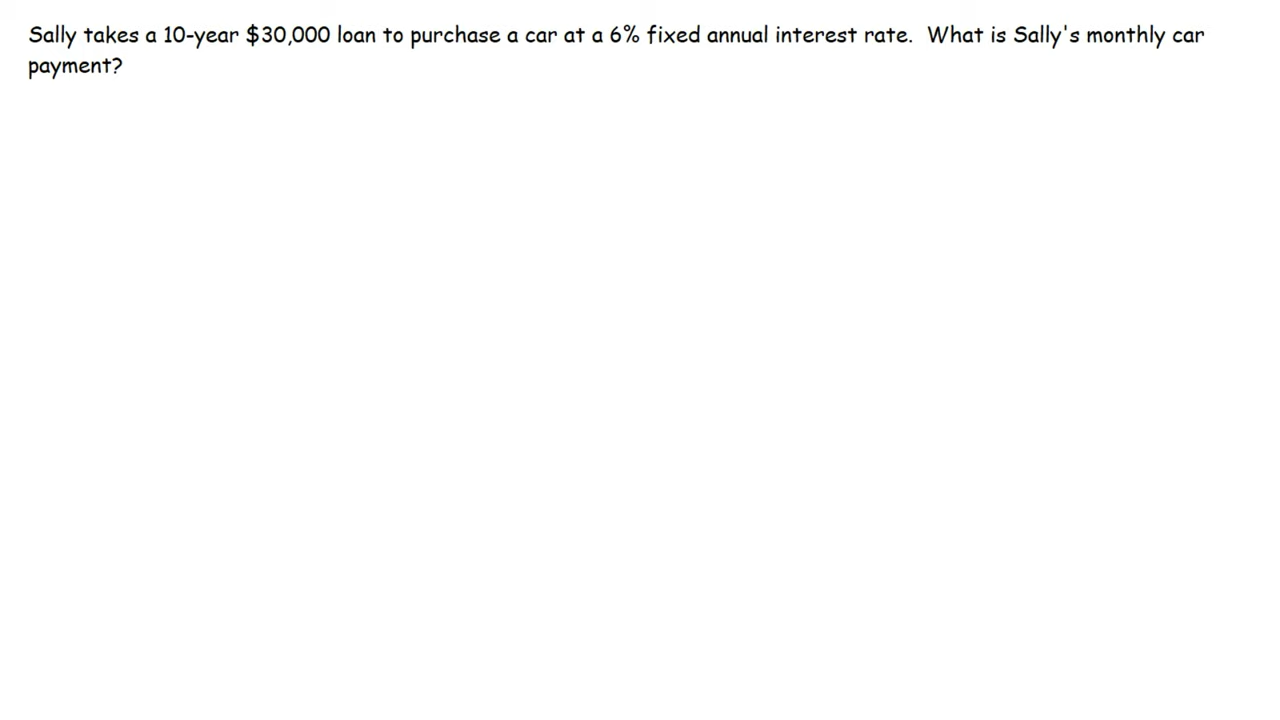 Sally takes a 10-year $30,000 loan to purchase a car at a 6% fixed annual interest rate.  What is Sally's monthly car
payment?